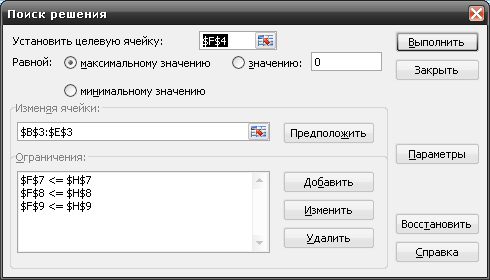 Поиск решения
Установить целевую ячейку: $F$4
Выполнить
Равной: максимальному значению значению: 0
Закрыть
минимальному значению
Изменяя ячейки:
$B$3:$E$3
Предположить
Ограничения:
Параметры
$F$7 <= $H$7
$F$8 <= $H$8
$F$9 <= $H$9
Добавить
Изменить
Удалить
Восстановить
Справка